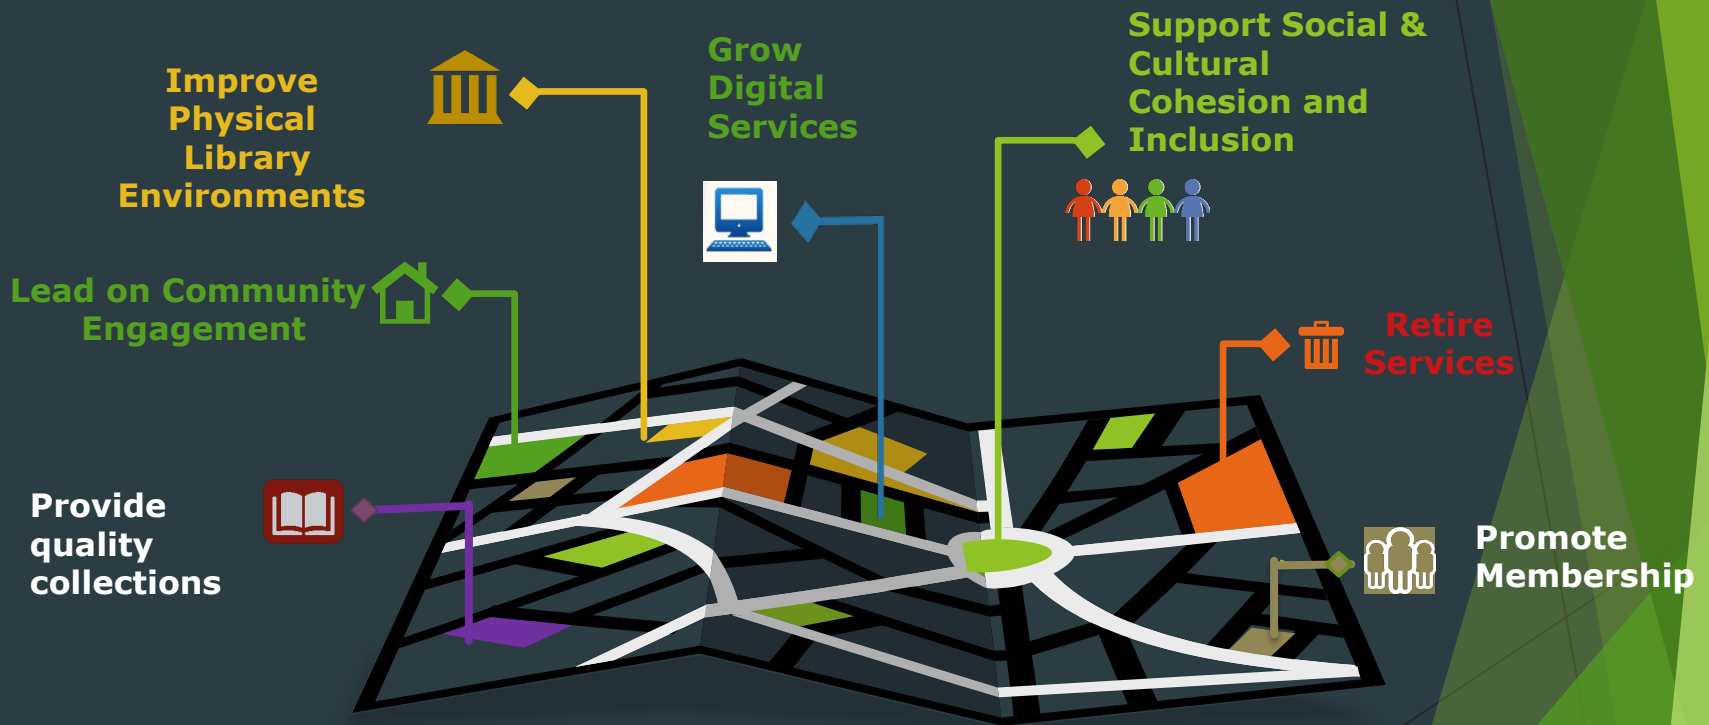 Improve
Physical
Library
Environments
Grow
Digital
Services
Support Social &
Cultural
Cohesion and
Inclusion
Lead on Community
Engagement
Retire
Services
Provide
quality
collections
Promote
Membership